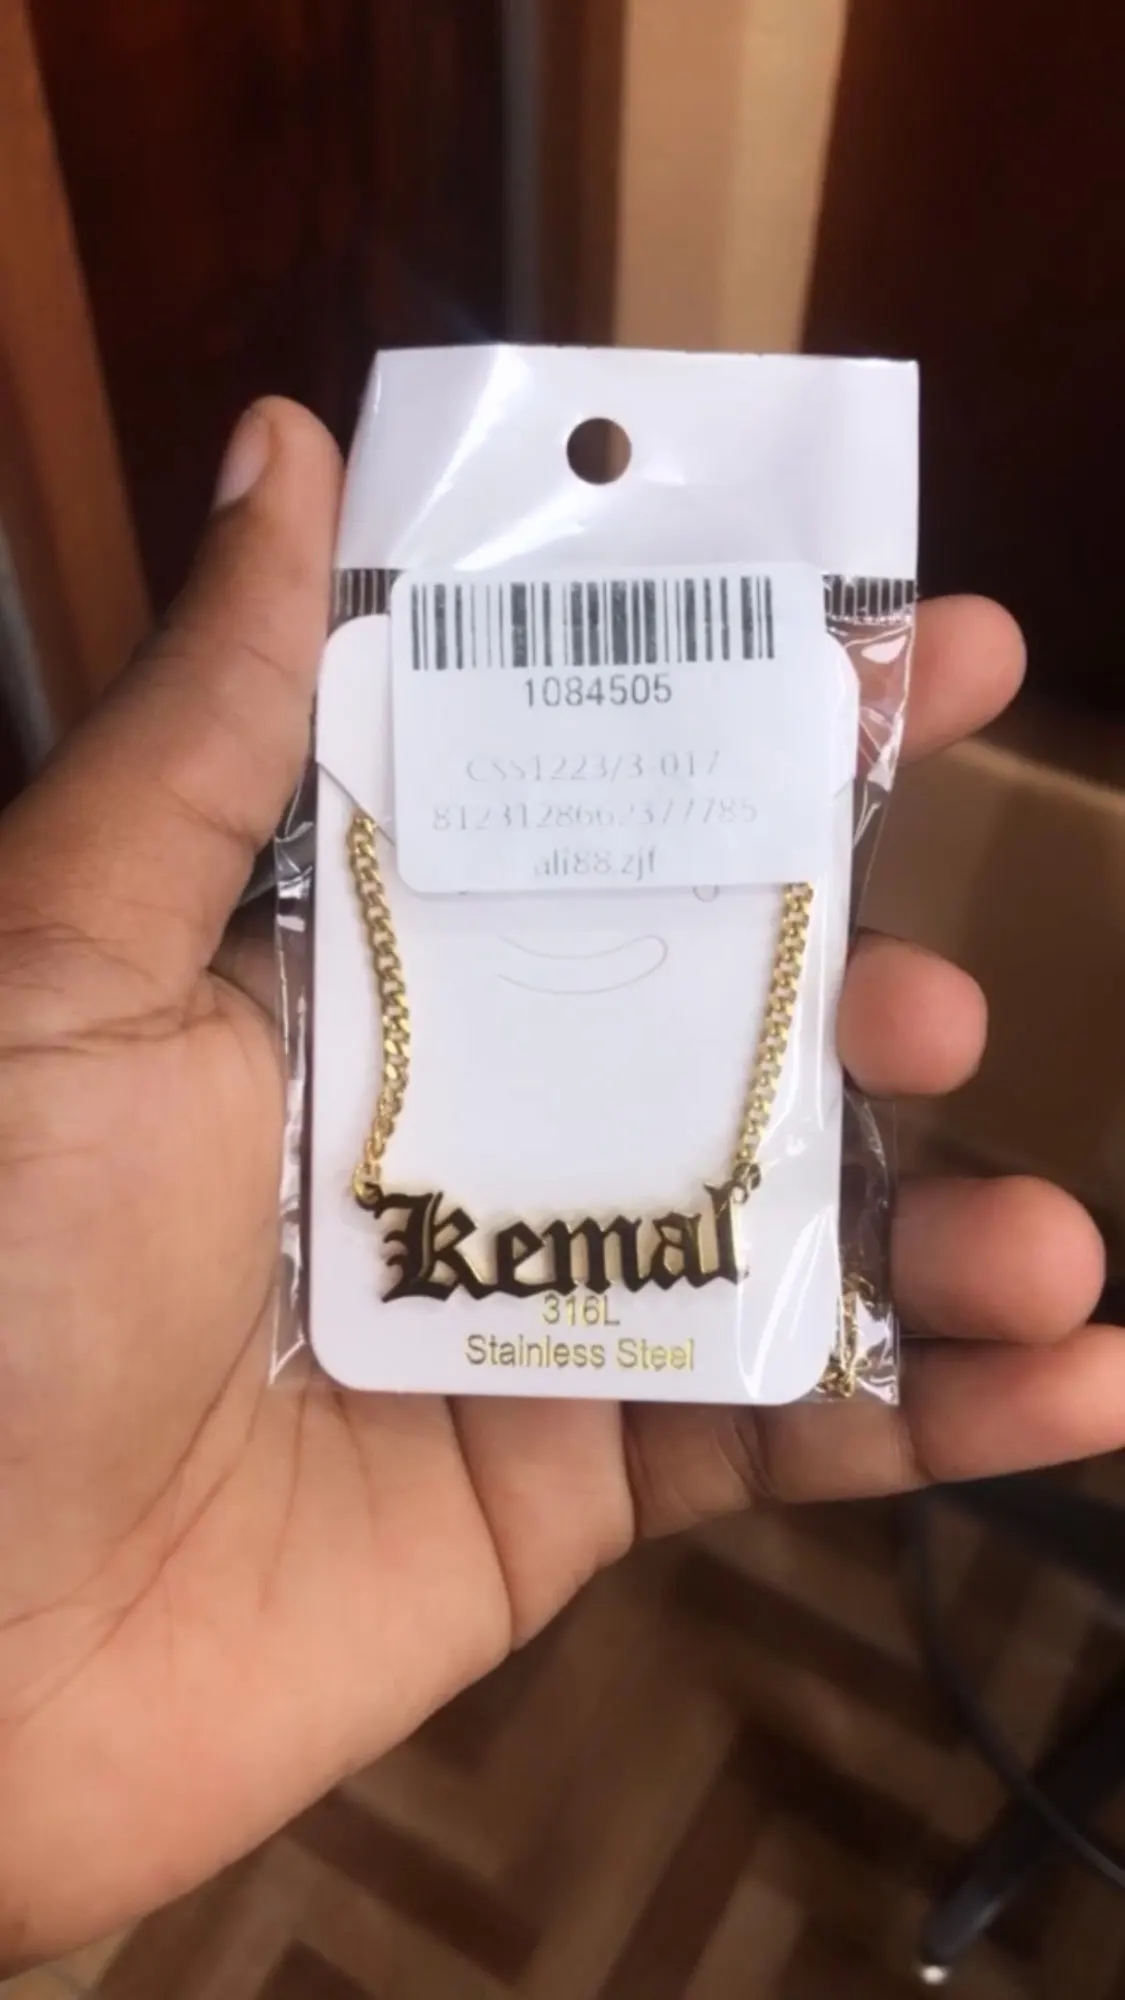 1084505
CSS1223/3-017
8123128662377785
ali88.zjf
Kemal
316L
Stainless Steel